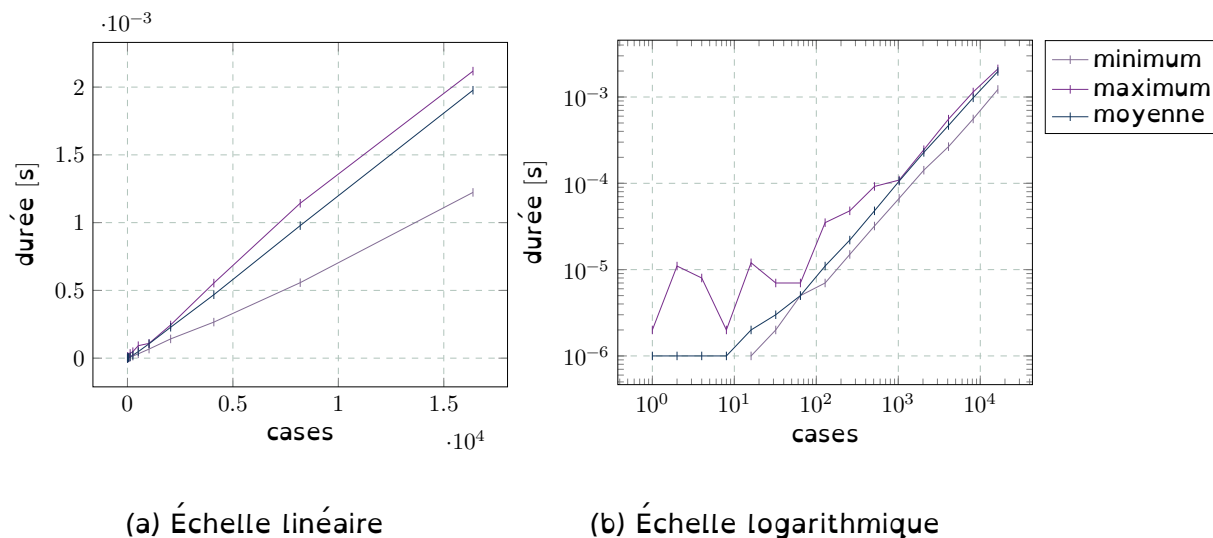 ·10⁻³
2
1.5
1
0.5
0
durée [s]
0 0.5 1 1.5
·10⁴
cases
(a) Échelle linéaire
10⁻³
10⁻⁴
10⁻⁵
10⁻⁶
durée [s]
10⁰ 10¹ 10² 10³ 10⁴
cases
minimum
maximum
moyenne
(b) Échelle logarithmique